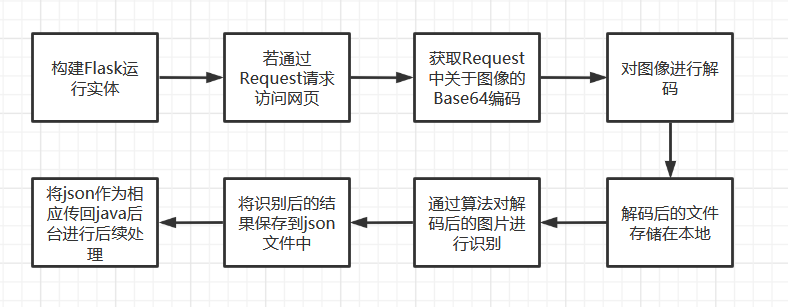 构建Flask运
行实体
若通过
Request请求
访问网页
获取Request
中关于图像的
Base64编码
对图像进行解
码
解码后的文件
存储在本地
通过算法对解
码后的图片进
行识别
将识别后的结
果保存到json
文件中
将json作为相
应传回java后
台进行后续处
理